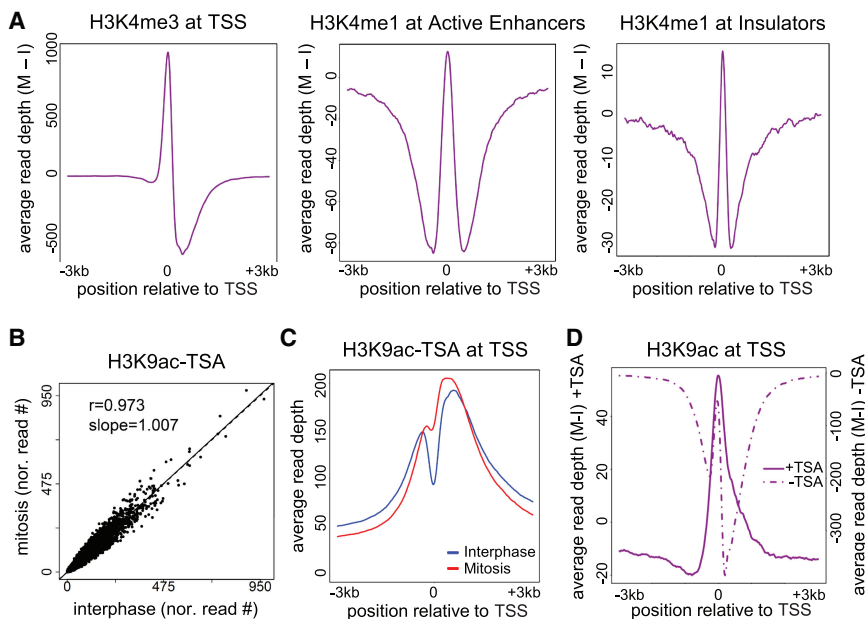 A
H3K4me3 at TSS
average read depth (M – I)
1000
500
0
-500
-3kb 0 +3kb
position relative to TSS
H3K4me1 at Active Enhancers
average read depth (M – I)
0
-20
-40
-60
-80
-3kb 0 +3kb
position relative to TSS
H3K4me1 at Insulators
average read depth (M – I)
10
0
-10
-20
-30
-3kb 0 +3kb
position relative to TSS
B
H3K9ac-TSA
r=0.973
slope=1.007
mitosis (nor. read #)
950
475
0
0 475 950
interphase (nor. read #)
C
H3K9ac-TSA at TSS
average read depth
200
150
100
50
0
Interphase
Mitosis
-3kb 0 +3kb
position relative to TSS
D
H3K9ac at TSS
average read depth (M-I) +TSA
40
20
0
-20
+TSA
-TSA
0
-100
-200
-300
average read depth (M-I) -TSA
-3kb 0 +3kb
position relative to TSS